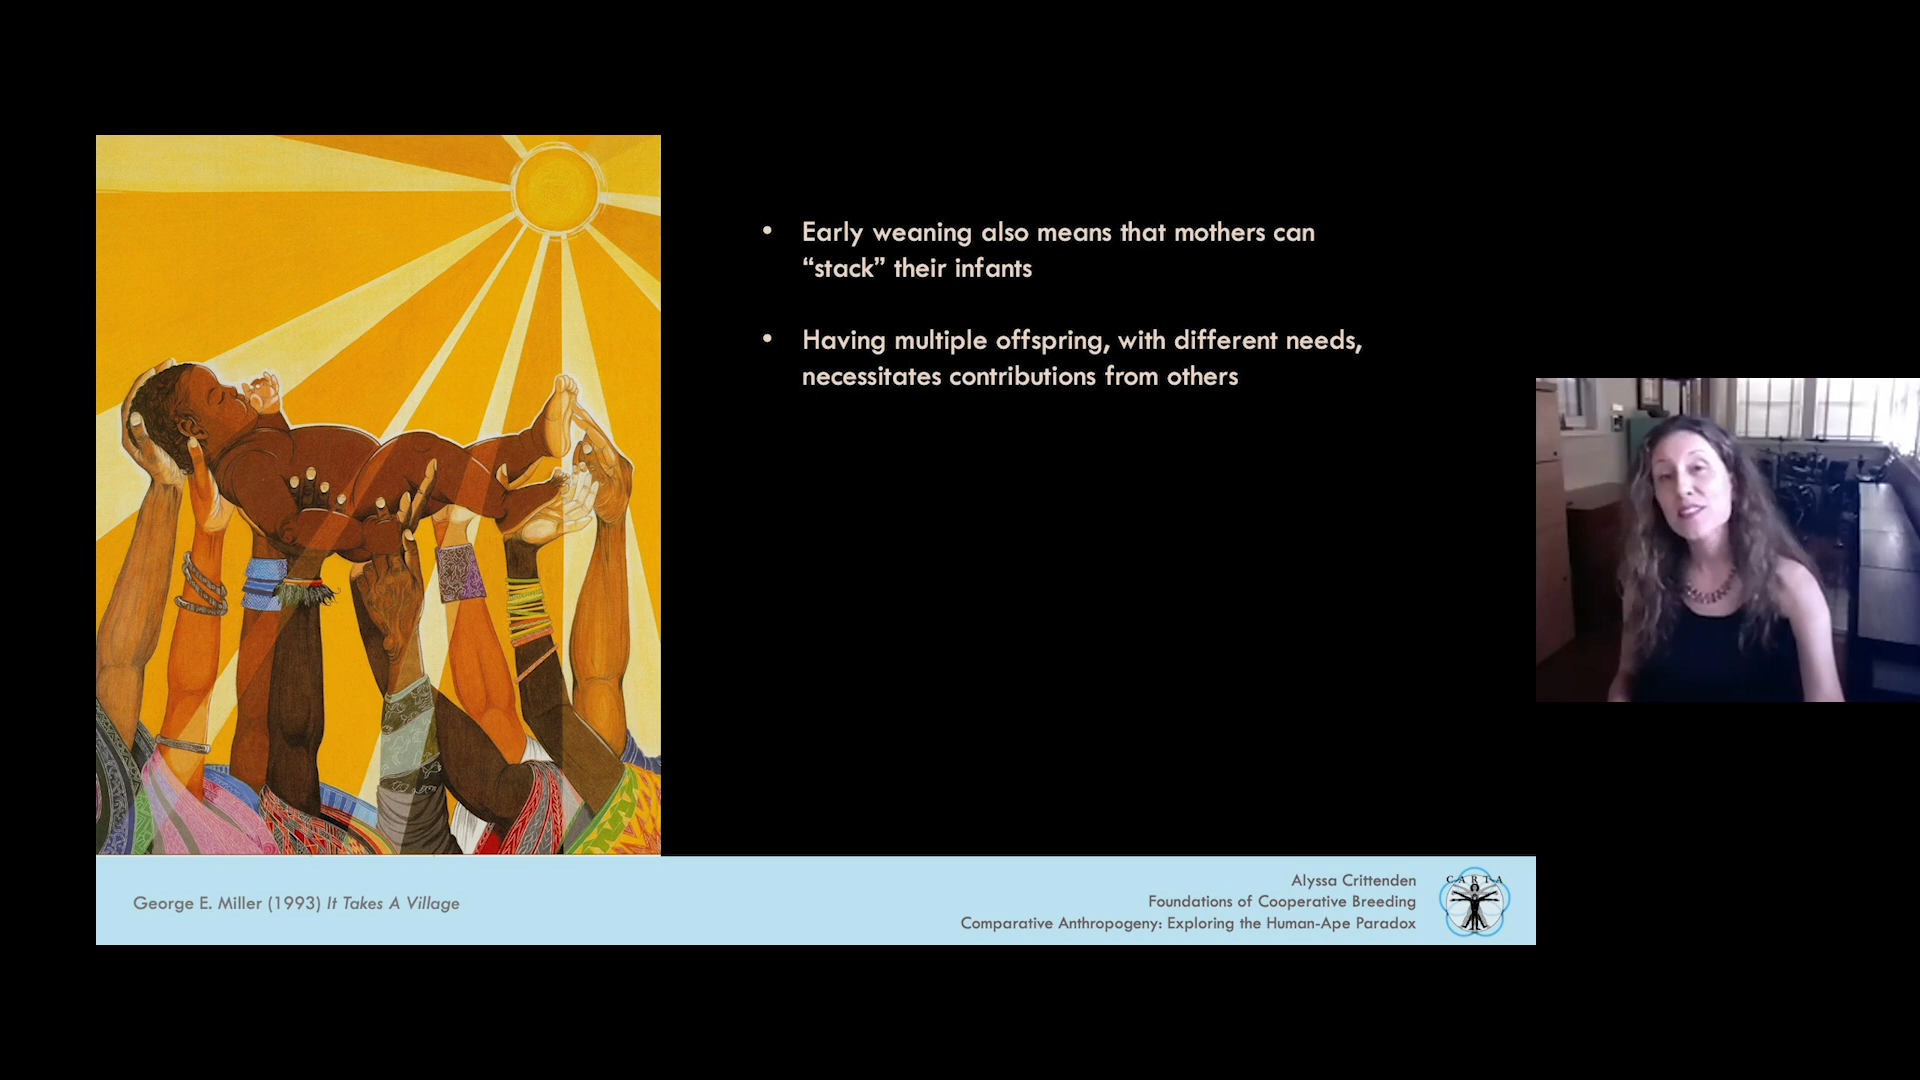 • Early weaning also means that mothers can
“stack” their infants
• Having multiple offspring, with different needs,
necessitates contributions from others
George E. Miller (1993) It Takes A Village
Alyssa Crittenden
Foundations of Cooperative Breeding
Comparative Anthropogeny: Exploring the Human-Ape Paradox
CARTA